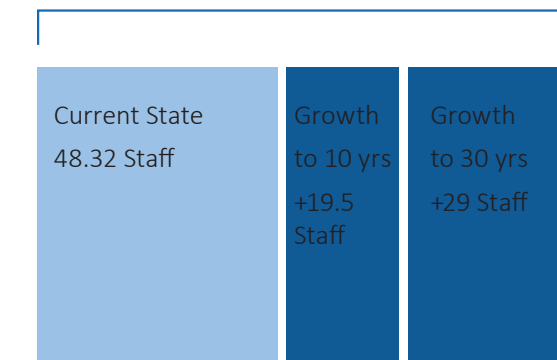 Current State
48.32 Staff
Growth
to 10 yrs
+19.5
Staff
Growth
to 30 yrs
+29 Staff